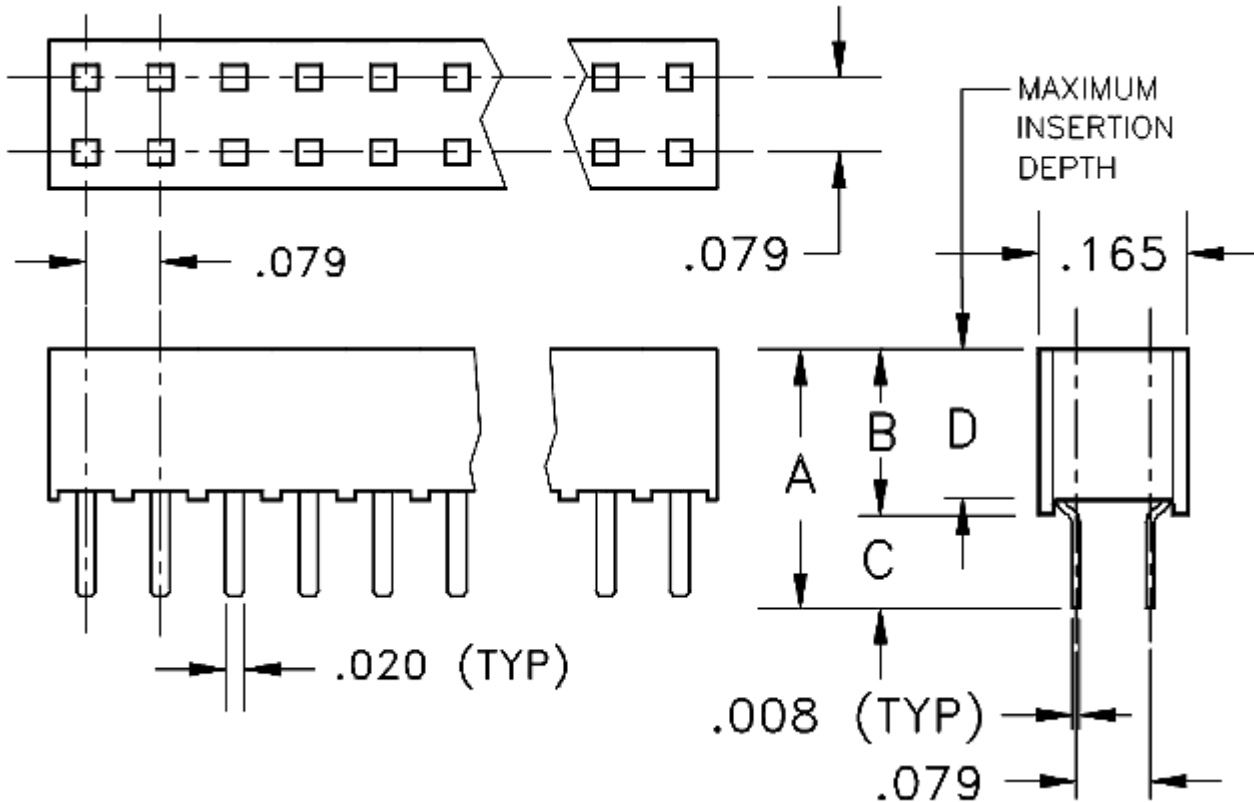 MAXIMUM
INSERTION
DEPTH
.079
.079
.165
A
B
D
C
.020 (TYP)
.008 (TYP)
.079